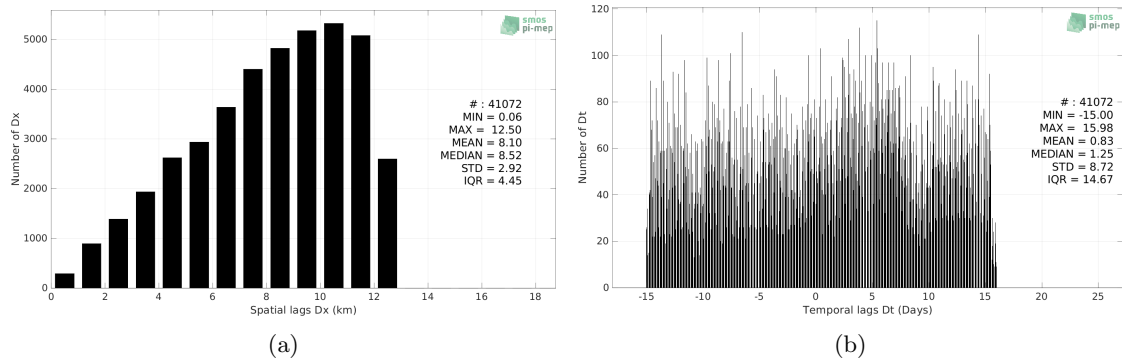 smos
pi-mep
5000
4000
3000
2000
1000
0
Number of Dx
# : 41072
MIN = 0.06
MAX = 12.50
MEAN = 8.10
MEDIAN = 8.52
STD = 2.92
IQR = 4.45
0 2 4 6 8 10 12 14 16 18
Spatial lags Dx (km)
(a)
smos
pi-mep
120
100
80
60
40
20
0
Number of Dt
# : 41072
MIN = -15.00
MAX = 15.98
MEAN = 0.83
MEDIAN = 1.25
STD = 8.72
IQR = 14.67
-15 -10 -5 0 5 10 15 20 25
Temporal lags Dt (Days)
(b)